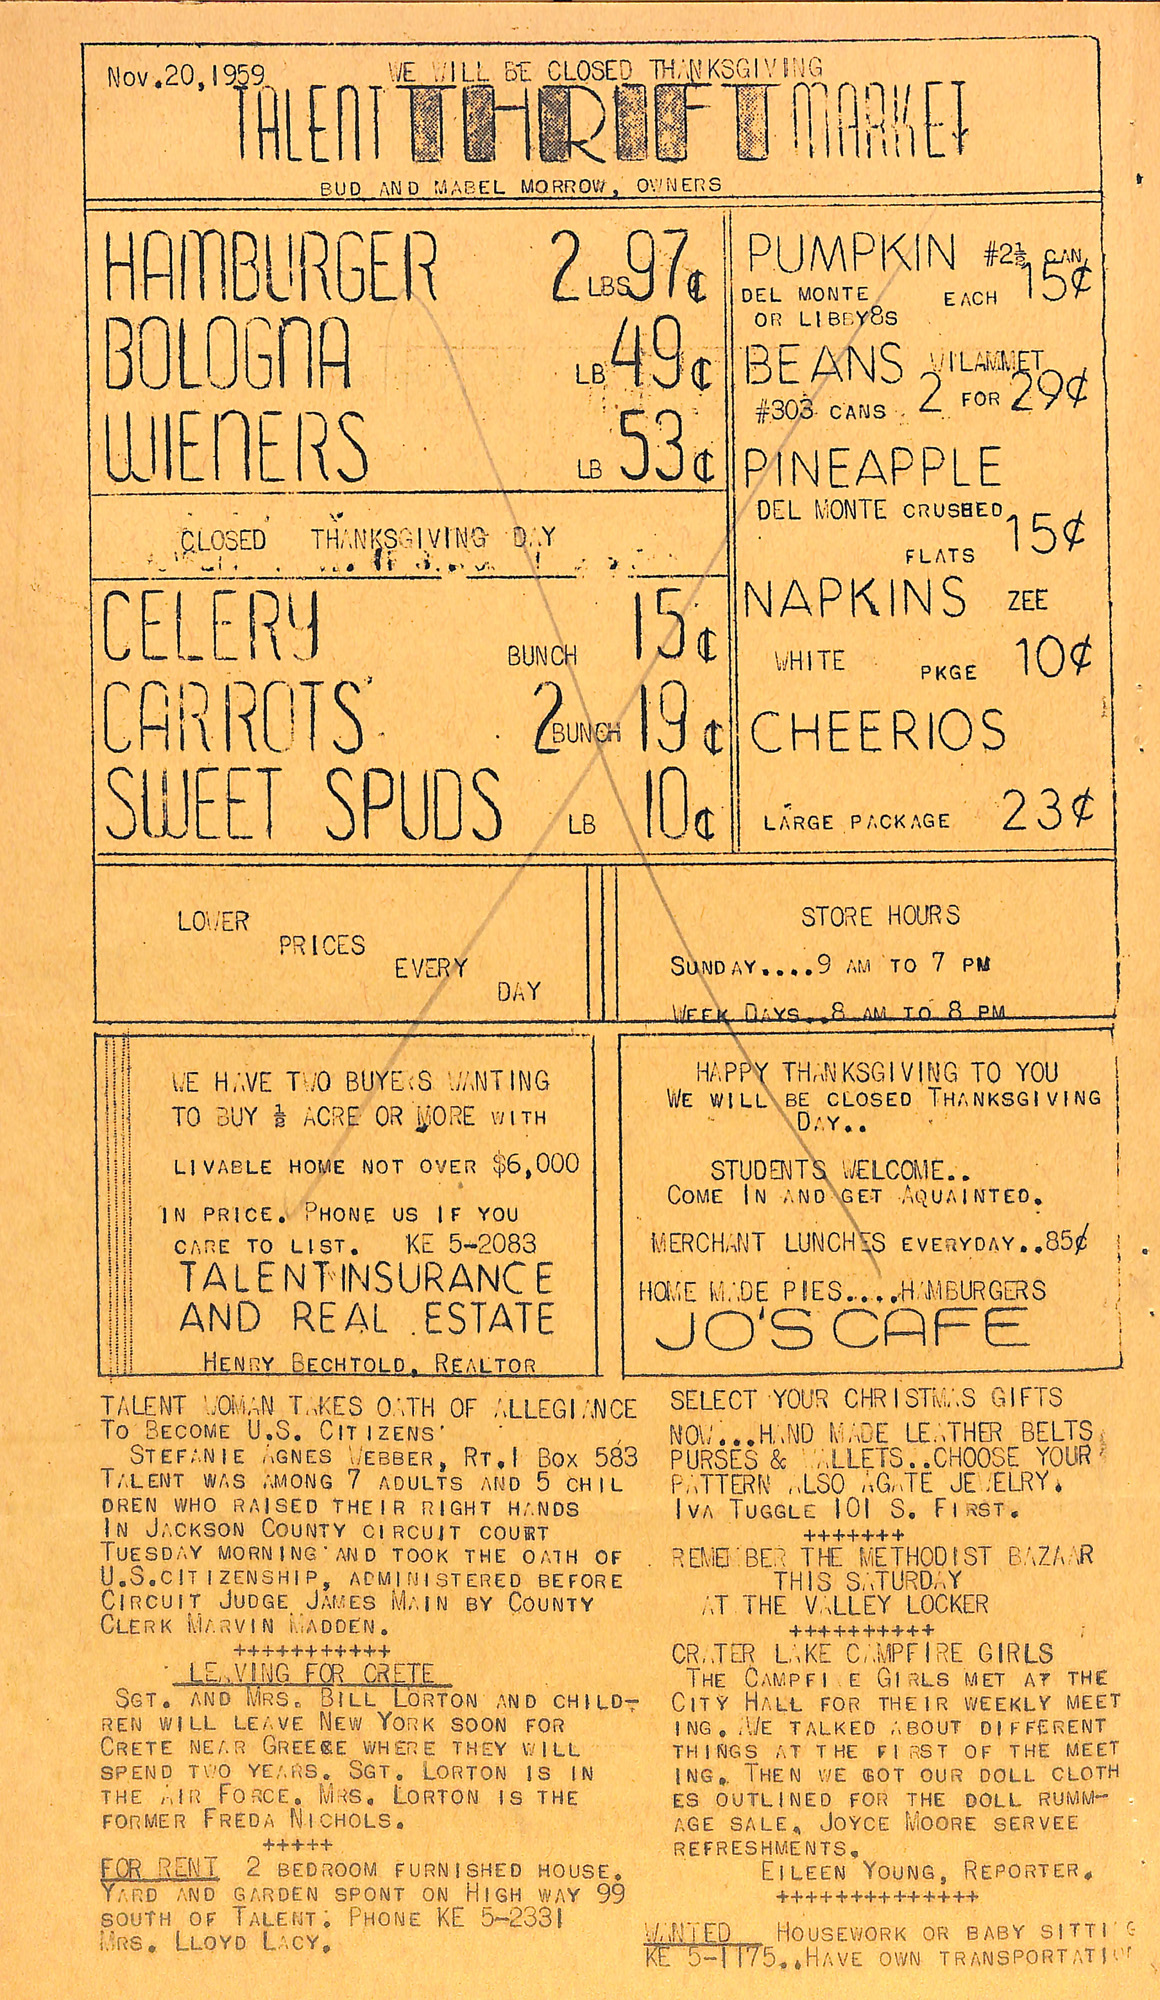 Nov.20,1959 WE WILL BE CLOSED THANKSGIVING
TALENT THRIFT MARKET
BUD AND MABEL MORROW, OWNERS
HAMBURGER 2 LBS 97¢
BOLOGNA LB 49¢
WIENERS LB 53¢
CLOSED THANKSGIVING DAY
CELERY BUNCH 15¢
CARROTS 2 BUNCH 19¢
SWEET SPUDS LB 10¢
PUMPKIN #2½ CAN
DEL MONTE EACH 15¢
OR LIBBY8S
BEANS VILAMMET
#303 CANS 2 FOR 29¢
PINEAPPLE
DEL MONTE CRUSHED 15¢
FLATS
NAPKINS ZEE
WHITE PKGE 10¢
CHEERIOS
LARGE PACKAGE 23¢
LOWER
PRICES
EVERY
DAY
STORE HOURS
SUNDAY....9 AM TO 7 PM
WEEK DAYS..8 AM TO 8 PM
WE HAVE TWO BUYERS WANTING
TO BUY ½ ACRE OR MORE WITH
LIVABLE HOME NOT OVER $6,000
IN PRICE. PHONE US IF YOU
CARE TO LIST. KE 5-2083
TALENT INSURANCE
AND REAL ESTATE
HENRY BECHTOLD, REALTOR
HAPPY THANKSGIVING TO YOU
WE WILL BE CLOSED THANKSGIVING
DAY..
STUDENTS WELCOME..
COME IN AND GET AQUAINTED.
MERCHANT LUNCHES EVERYDAY..85¢
HOME MADE PIES....HAMBURGERS
JO'S CAFE
TALENT WOMAN TAKES OATH OF ALLEGIANCE
TO BECOME U.S. CITIZENS'
STEFANIE AGNES WEBBER, RT.1 BOX 583
TALENT WAS AMONG 7 ADULTS AND 5 CHIL
DREN WHO RAISED THEIR RIGHT HANDS
IN JACKSON COUNTY CIRCUIT COURT
TUESDAY MORNING AND TOOK THE OATH OF
U.S.CITIZENSHIP, ADMINISTERED BEFORE
CIRCUIT JUDGE JAMES MAIN BY COUNTY
CLERK MARVIN MADDEN.
+++++++++++
LEAVING FOR CRETE
SGT. AND MRS. BILL LORTON AND CHILD-
REN WILL LEAVE NEW YORK SOON FOR
CRETE NEAR GREECE WHERE THEY WILL
SPEND TWO YEARS. SGT. LORTON IS IN
THE AIR FORCE. MRS. LORTON IS THE
FORMER FREDA NICHOLS.
+++++
FOR RENT 2 BEDROOM FURNISHED HOUSE.
YARD AND GARDEN SPONT ON HIGH WAY 99
SOUTH OF TALENT. PHONE KE 5-2331
MRS. LLOYD LACY.
SELECT YOUR CHRISTMAS GIFTS
NOW...HAND MADE LEATHER BELTS,
PURSES & WALLETS..CHOOSE YOUR
PATTERN ALSO AGATE JEWELRY.
IVA TUGGLE 101 S. FIRST.
+++++++
REMEMBER THE METHODIST BAZAAR
THIS SATURDAY
AT THE VALLEY LOCKER
++++++++++
CRATER LAKE CAMPFIRE GIRLS
THE CAMPFIRE GIRLS MET AT THE
CITY HALL FOR THEIR WEEKLY MEET
ING. WE TALKED ABOUT DIFFERENT
THINGS AT THE FIRST OF THE MEET
ING. THEN WE GOT OUR DOLL CLOTH
ES OUTLINED FOR THE DOLL RUMM-
AGE SALE. JOYCE MOORE SERVEE
REFRESHMENTS.
EILEEN YOUNG, REPORTER.
++++++++++++++
WANTED HOUSEWORK OR BABY SITTING
KE 5-1175..HAVE OWN TRANSPORTATION